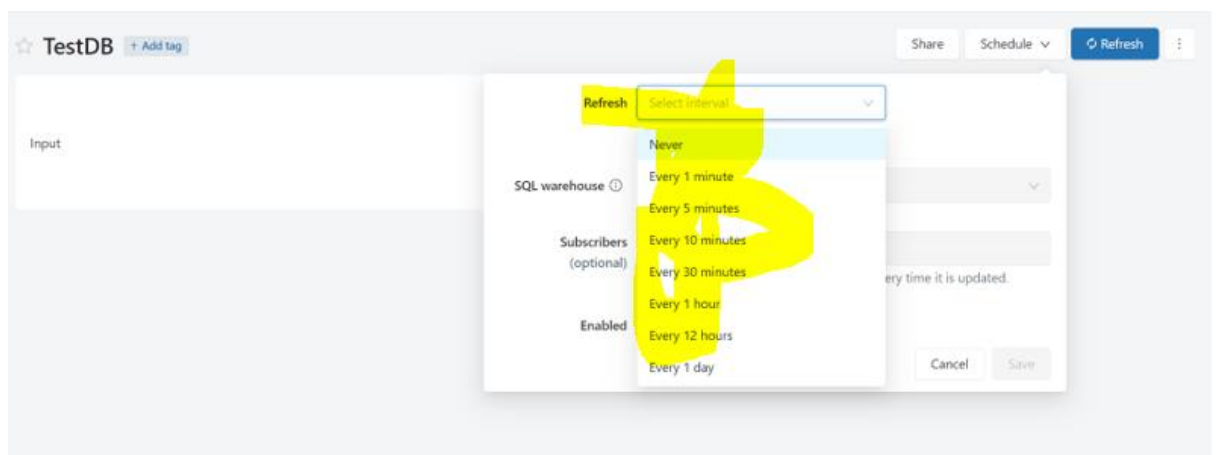 TestDB + Add tag Share Schedule Refresh
Refresh Select interval
Input
Never
Every 1 minute
SQL warehouse
Every 5 minutes
Subscribers Every 10 minutes
(optional) Every 30 minutes
ery time it is updated.
Every 1 hour
Enabled Every 12 hours
Every 1 day
Cancel Save